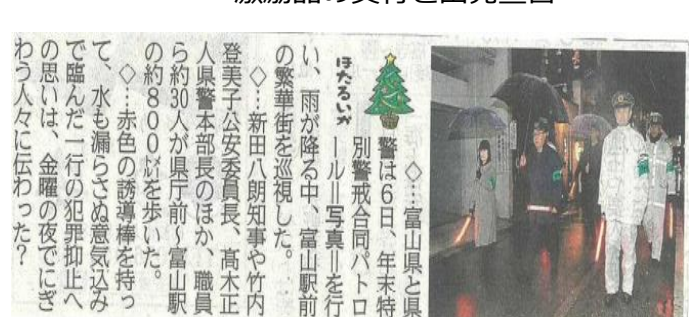 ほたるいか
◇…富山県と県
警は6日、年末特
別警戒合同パトロ
ール＝写真＝を行
い、雨が降る中、富山駅前
の繁華街を巡視した。
◇…新田八朗知事や竹内
登美子公安委員長、髙木正
人県警本部長のほか、職員
ら約30人が県庁前～富山駅
の約800㍍を歩いた。
◇…赤色の誘導棒を持っ
て、水も漏らさぬ意気込み
で臨んだ一行の犯罪抑止へ
の思いは、金曜の夜でにぎ
わう人々に伝わった？